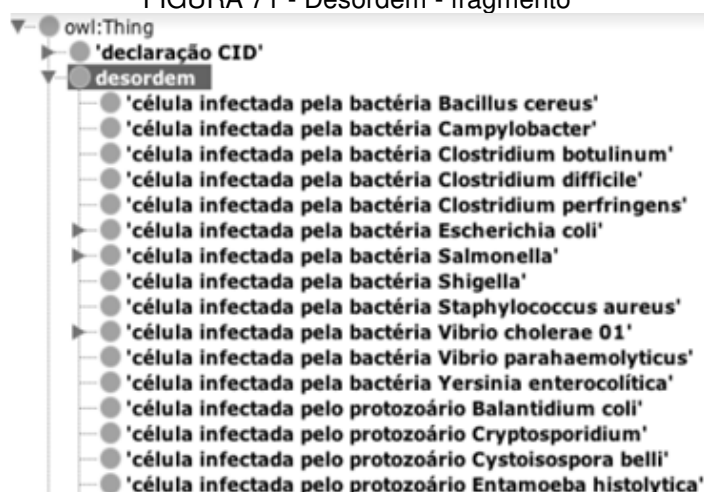 FIGURA 71 - Desordem - fragmento
owl:Thing
'declaração CID'
desordem
'célula infectada pela bactéria Bacillus cereus'
'célula infectada pela bactéria Campylobacter'
'célula infectada pela bactéria Clostridium botulinum'
'célula infectada pela bactéria Clostridium difficile'
'célula infectada pela bactéria Clostridium perfringens'
'célula infectada pela bactéria Escherichia coli'
'célula infectada pela bactéria Salmonella'
'célula infectada pela bactéria Shigella'
'célula infectada pela bactéria Staphylococcus aureus'
'célula infectada pela bactéria Vibrio cholerae 01'
'célula infectada pela bactéria Vibrio parahaemolyticus'
'célula infectada pela bactéria Yersinia enterocolítica'
'célula infectada pelo protozoário Balantidium coli'
'célula infectada pelo protozoário Cryptosporidium'
'célula infectada pelo protozoário Cystoisospora belli'
'célula infectada pelo protozoário Entamoeba histolytica'